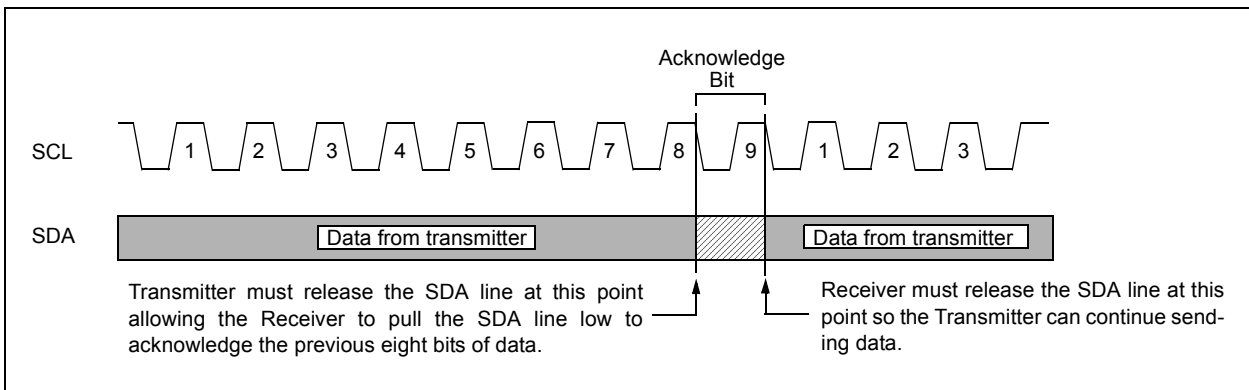 Acknowledge
Bit
SCL
1 2 3 4 5 6 7 8 9 1 2 3
SDA
Data from transmitter
Data from transmitter
Transmitter must release the SDA line at this point
allowing the Receiver to pull the SDA line low to
acknowledge the previous eight bits of data.
Receiver must release the SDA line at this
point so the Transmitter can continue send-
ing data.